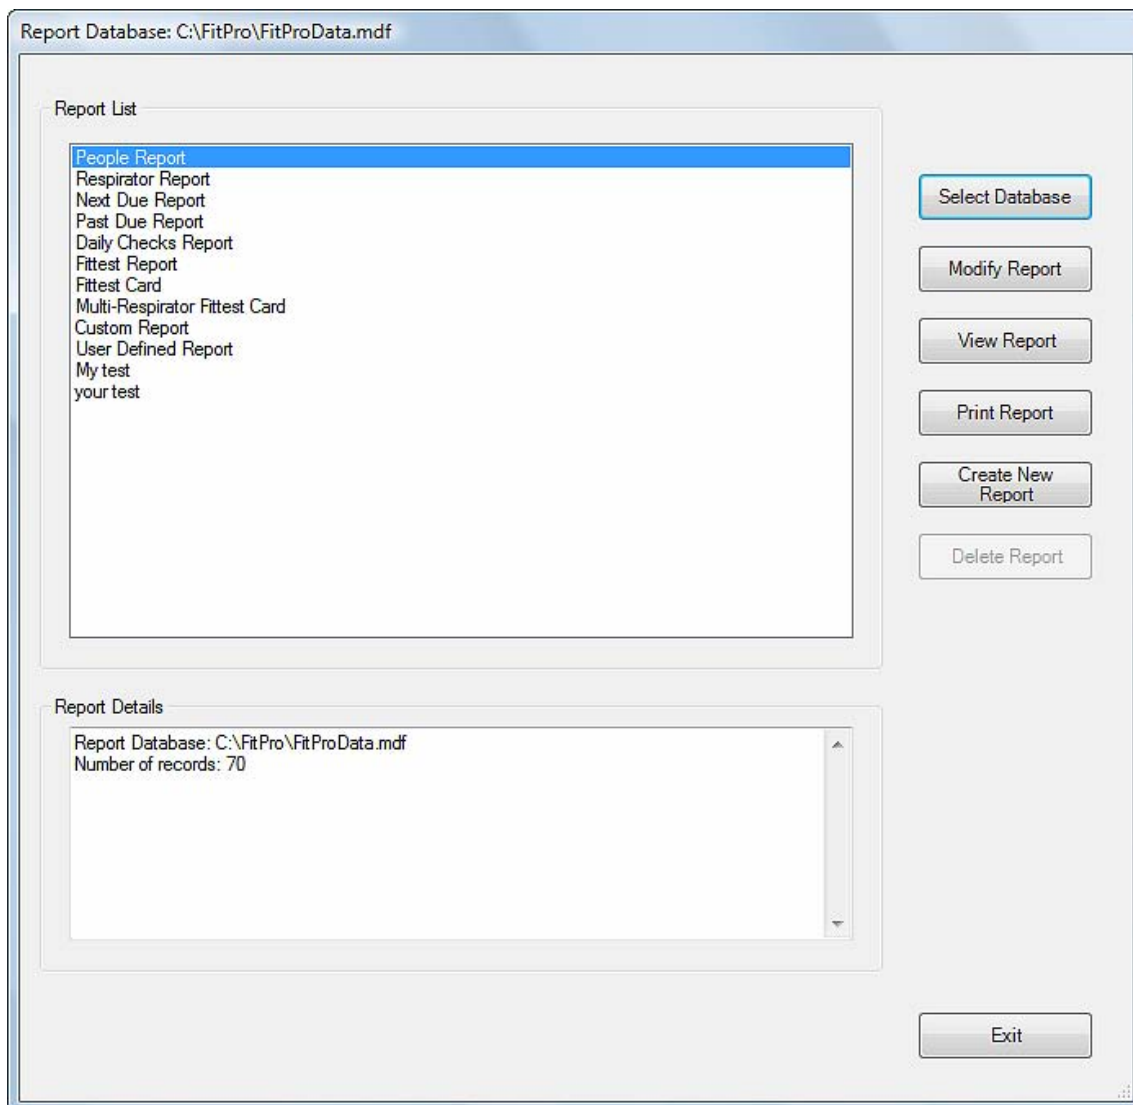 Report Database: C:\FitPro\FitProData.mdf
Report List
People Report
Respirator Report
Next Due Report
Past Due Report
Daily Checks Report
Fittest Report
Fittest Card
Multi-Respirator Fittest Card
Custom Report
User Defined Report
My test
your test
Select Database
Modify Report
View Report
Print Report
Create New
Report
Delete Report
Report Details
Report Database: C:\FitPro\FitProData.mdf
Number of records: 70
Exit